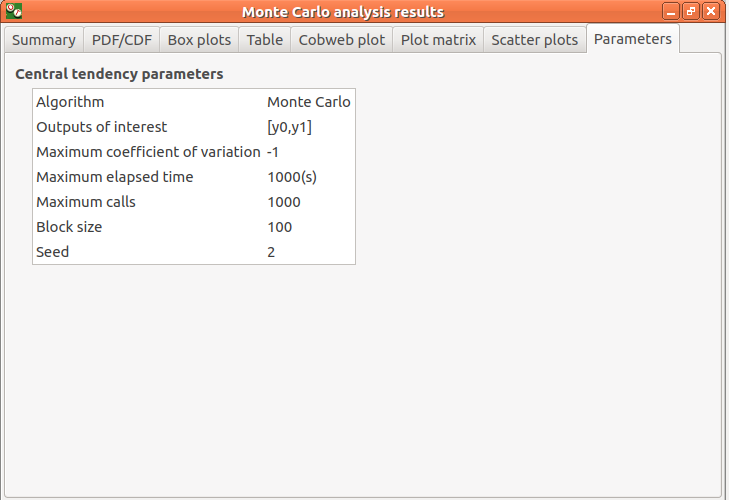 Monte Carlo analysis results
Summary PDF/CDF Box plots Table Cobweb plot Plot matrix Scatter plots Parameters
Central tendency parameters
Algorithm Monte Carlo
Outputs of interest [y0,y1]
Maximum coefficient of variation -1
Maximum elapsed time 1000(s)
Maximum calls 1000
Block size 100
Seed 2